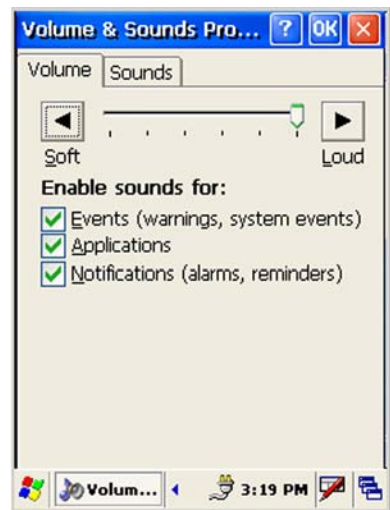 Volume & Sounds Pro... ? OK
Volume Sounds
Soft Loud
Enable sounds for:
Events (warnings, system events)
Applications
Notifications (alarms, reminders)
Volum... 3:19 PM